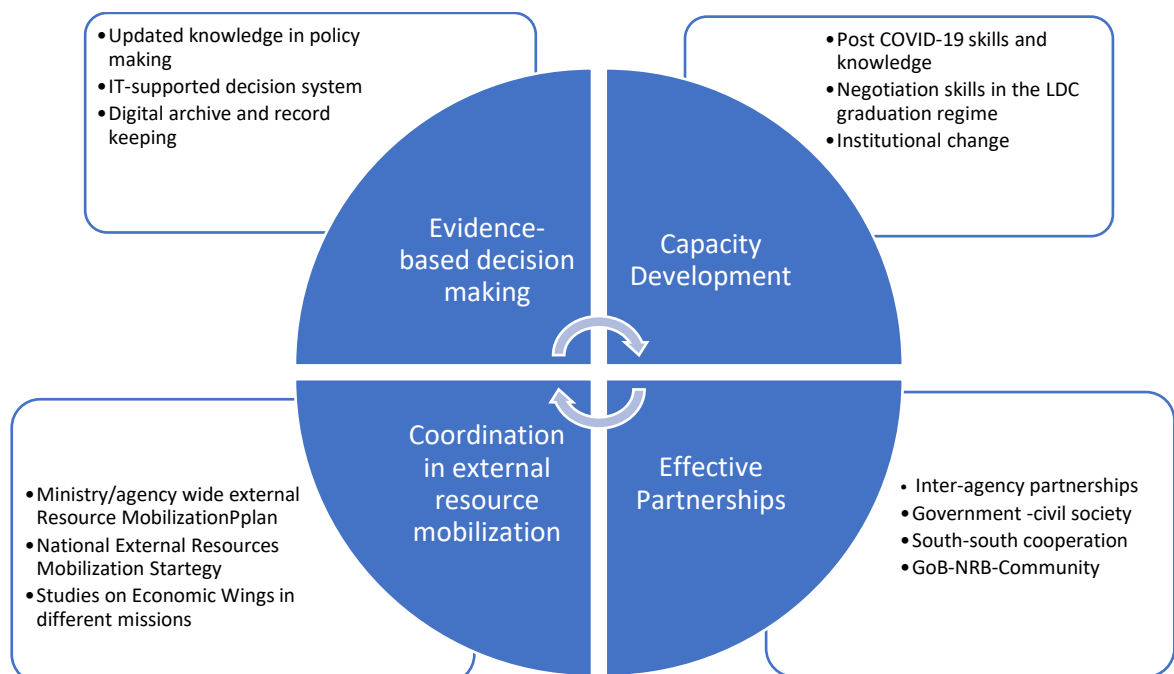 •Updated knowledge in policy
making
•IT-supported decision system
•Digital archive and record
keeping
•Post COVID-19 skills and
knowledge
•Negotiation skills in the LDC
graduation regime
•Institutional change
Evidence-
based decision
making
Capacity
Development
Coordination
in external
resource
mobilization
Effective
Partnerships
•Ministry/agency wide external
Resource MobilizationPplan
•National External Resources
Mobilization Startegy
•Studies on Economic Wings in
different missions
• Inter-agency partnerships
•Government -civil society
•South-south cooperation
•GoB-NRB-Community